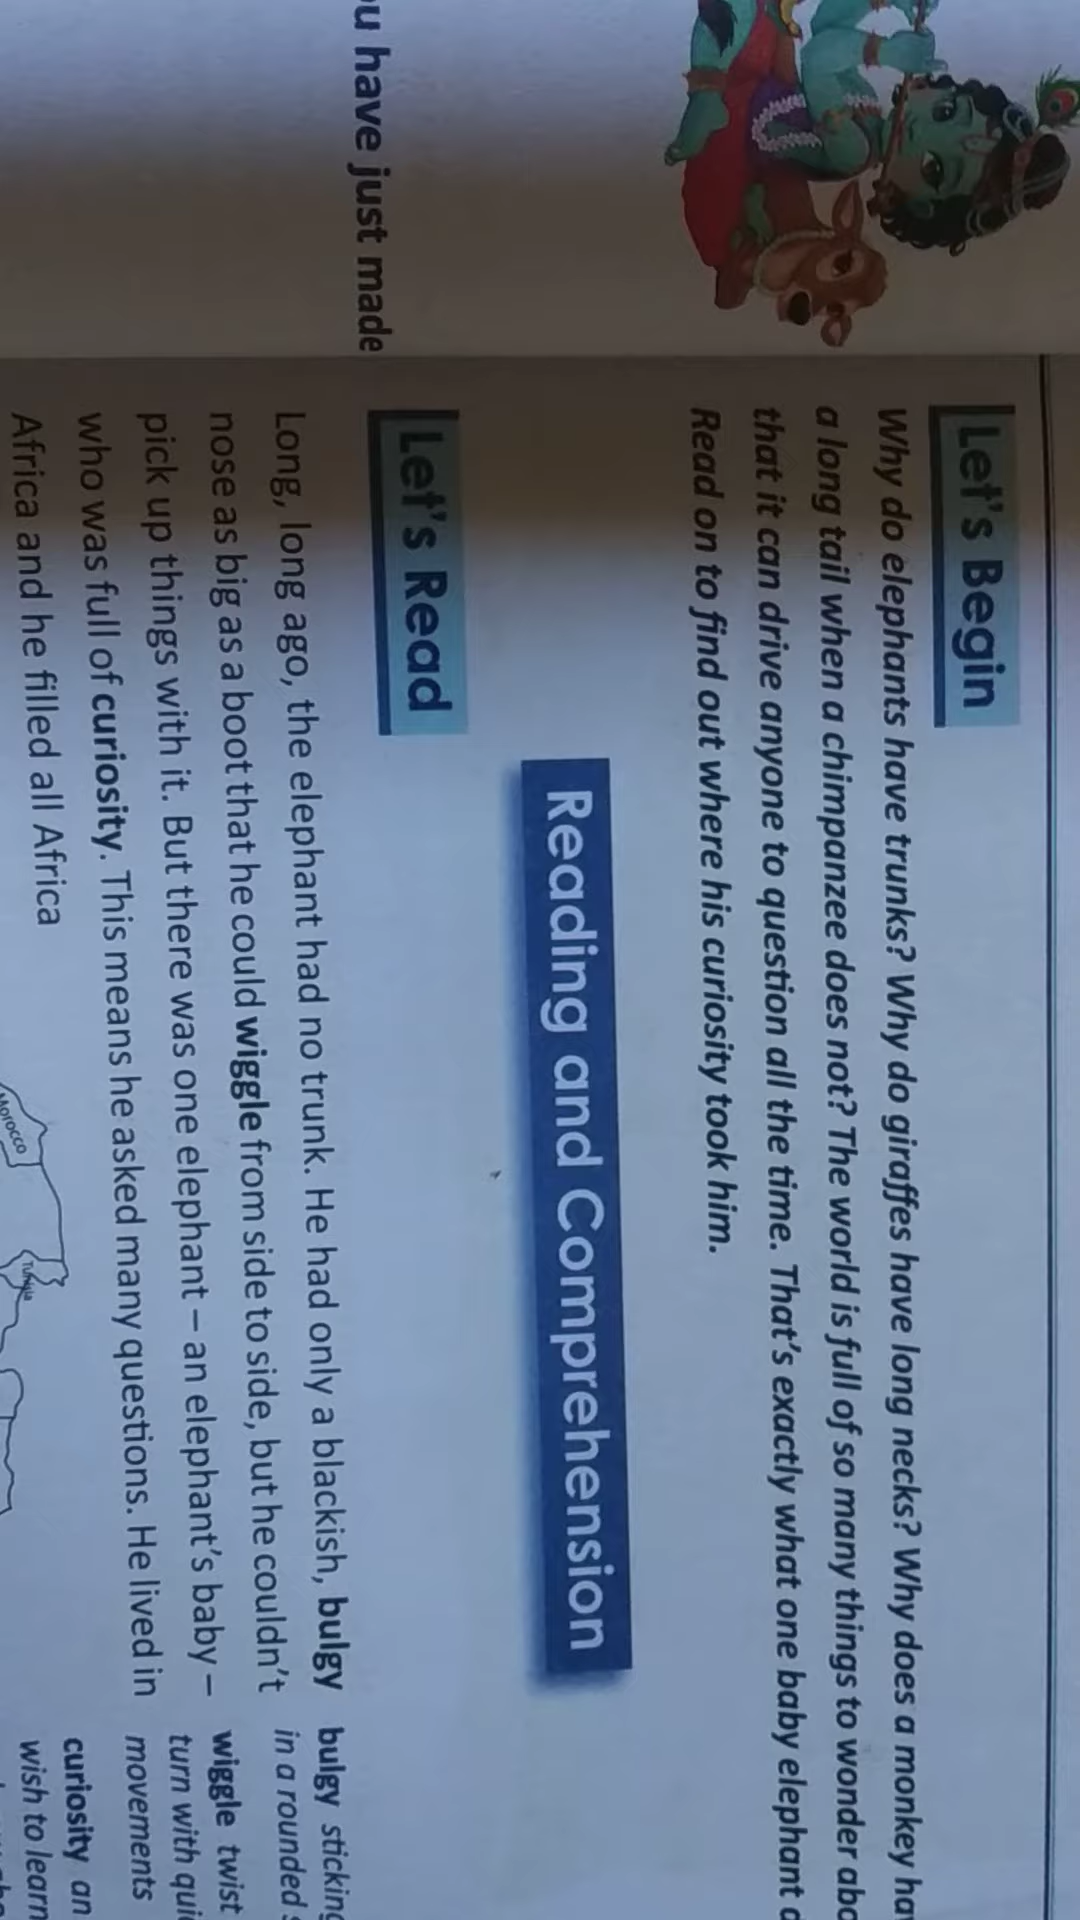 have just made
Let's Begin
Why do elephants have trunks? Why do giraffes have long necks? Why does a monkey
a long tail when a chimpanzee does not? The world is full of so many things to wonder
that it can drive anyone to question all the time. That's exactly what one baby elephant
Read on to find out where his curiosity took him.
Reading and Comprehension
Let's Read
Long, long ago, the elephant had no trunk. He had only a blackish, bulgy
nose as big as a boot that he could wiggle from side to side, but he couldn't
pick up things with it. But there was one elephant – an elephant's baby –
who was full of curiosity. This means he asked many questions. He lived in
Africa and he filled all Africa
bulgy sticking
in a rounded
wiggle twist
turn with
movements
curiosity an
wish to learn
Morocco
Tunisia